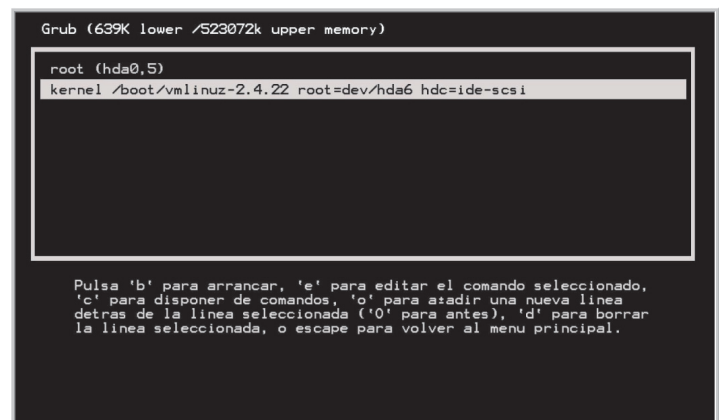 Grub (639K lower /523072k upper memory)
root (hda0,5)
kernel /boot/vmlinuz-2.4.22 root=dev/hda6 hdc=ide-scsi
Pulsa 'b' para arrancar, 'e' para editar el comando seleccionado,
'c' para disponer de comandos, 'o' para a±adir una nueva linea
detras de la linea seleccionada ('O' para antes), 'd' para borrar
la linea seleccionada, o escape para volver al menu principal.